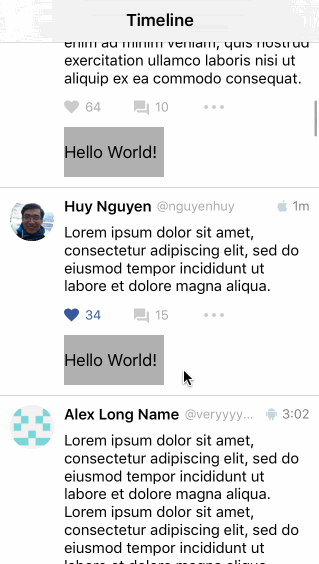 Timeline
enim ad minim veniam, quis nostrud
exercitation ullamco laboris nisi ut
aliquip ex ea commodo consequat.
64 10 •••
Hello World!
Huy Nguyen @nguyenhuy 1m
Lorem ipsum dolor sit amet,
consectetur adipiscing elit, sed do
eiusmod tempor incididunt ut
labore et dolore magna aliqua.
34 15 •••
Hello World!
Alex Long Name @veryyyy... 3:02
Lorem ipsum dolor sit amet,
consectetur adipiscing elit, sed do
eiusmod tempor incididunt ut
labore et dolore magna aliqua.
Lorem ipsum dolor sit amet,
consectetur adipiscing elit, sed do
eiusmod tempor incididunt ut